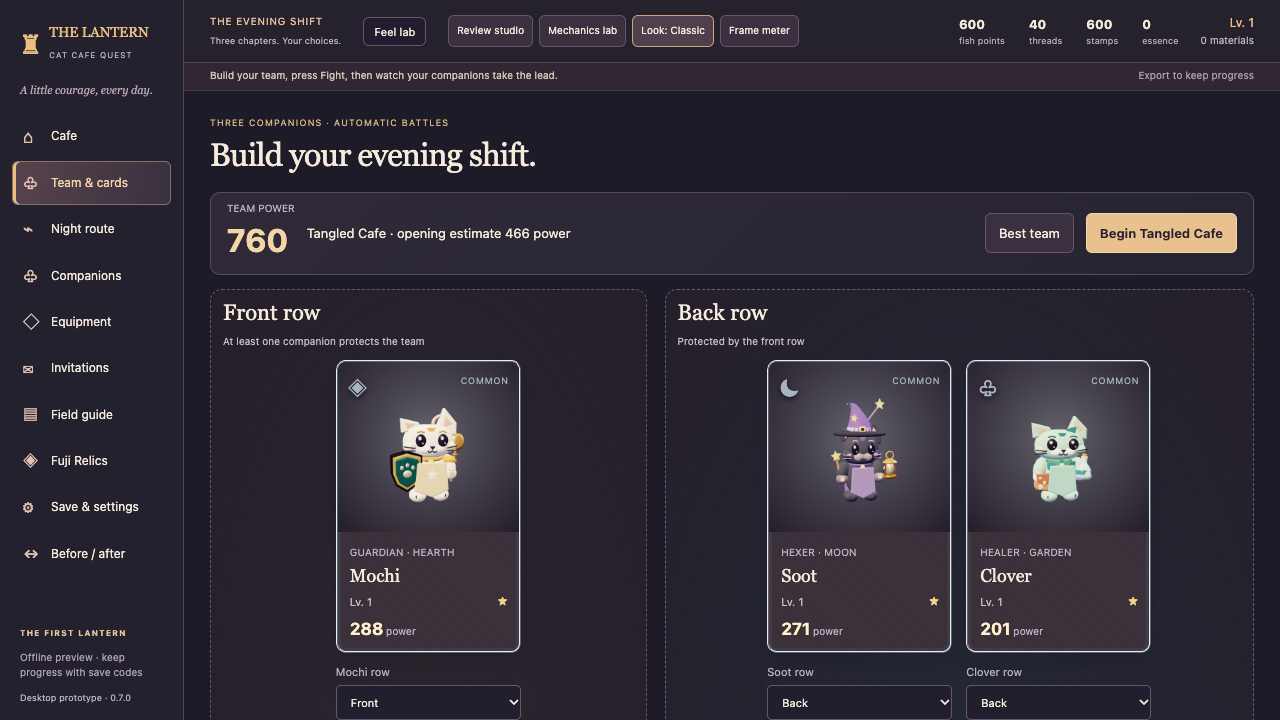 THE LANTERN
CAT CAFE QUEST
A little courage, every day.
Cafe
Team & cards
Night route
Companions
Equipment
Invitations
Field guide
Fuji Relics
Save & settings
Before / after
THE FIRST LANTERN
Offline preview · keep
progress with save codes
Desktop prototype · 0.7.0
THE EVENING SHIFT
Three chapters. Your choices.
Feel lab
Review studio
Mechanics lab
Look: Classic
Frame meter
600
fish points
40
threads
600
stamps
0
essence
Lv. 1
0 materials
Build your team, press Fight, then watch your companions take the lead.
Export to keep progress
THREE COMPANIONS · AUTOMATIC BATTLES
Build your evening shift.
TEAM POWER
760
Tangled Cafe · opening estimate 466 power
Best team
Begin Tangled Cafe
Front row
At least one companion protects the team
COMMON
GUARDIAN · HEARTH
Mochi
Lv. 1
288 power
Mochi row
Front
Back row
Protected by the front row
COMMON
HEXER · MOON
Soot
Lv. 1
271 power
Soot row
Back
COMMON
HEALER · GARDEN
Clover
Lv. 1
201 power
Clover row
Back